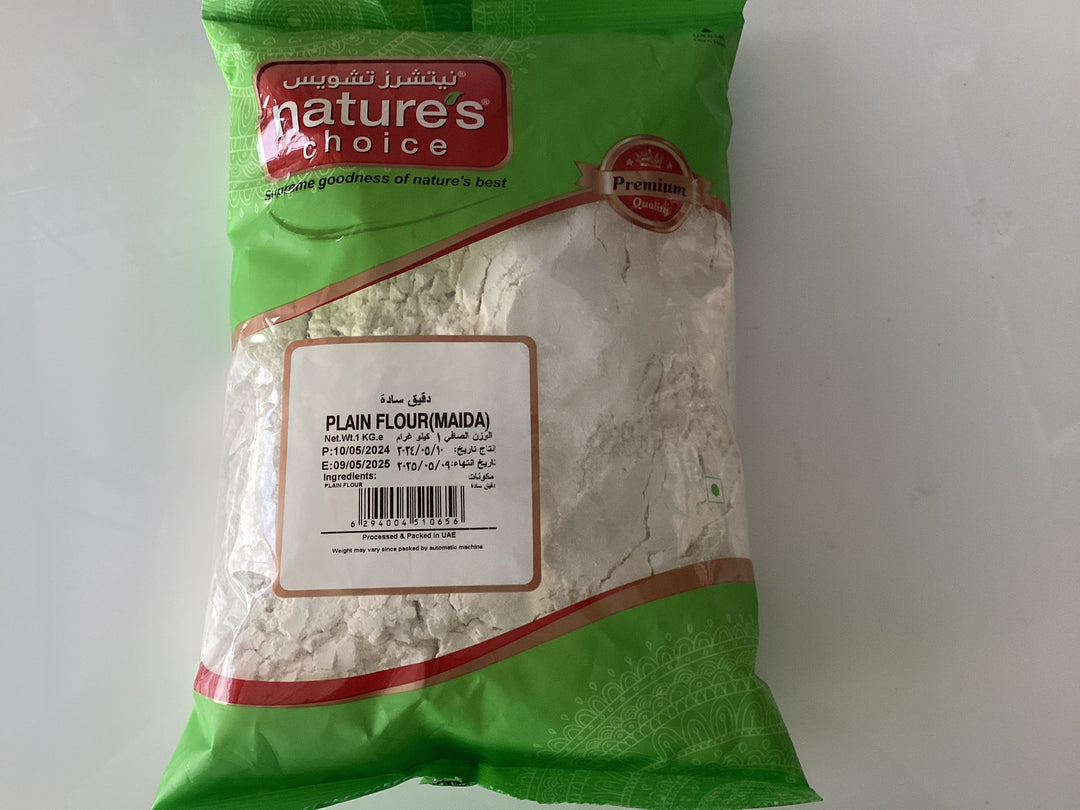 نيتشرز تشويس®
nature's®
choice
Supreme goodness of nature's best
Premium
Quality
دقيق سادة
PLAIN FLOUR(MAIDA)
Net.Wt.1 KG.e الوزن الصافي ١ كيلو غرام
P:10/05/2024 إنتاج تاريخ: ٢٠٢٤/٠٥/١٠
E:09/05/2025 تاريخ انتهاء: ٢٠٢٥/٠٥/٠٩
Ingredients: مكونات
PLAIN FLOUR دقيق سادة
6 294004 510656
Processed & Packed in UAE
Weight may vary since packed by automatic machine